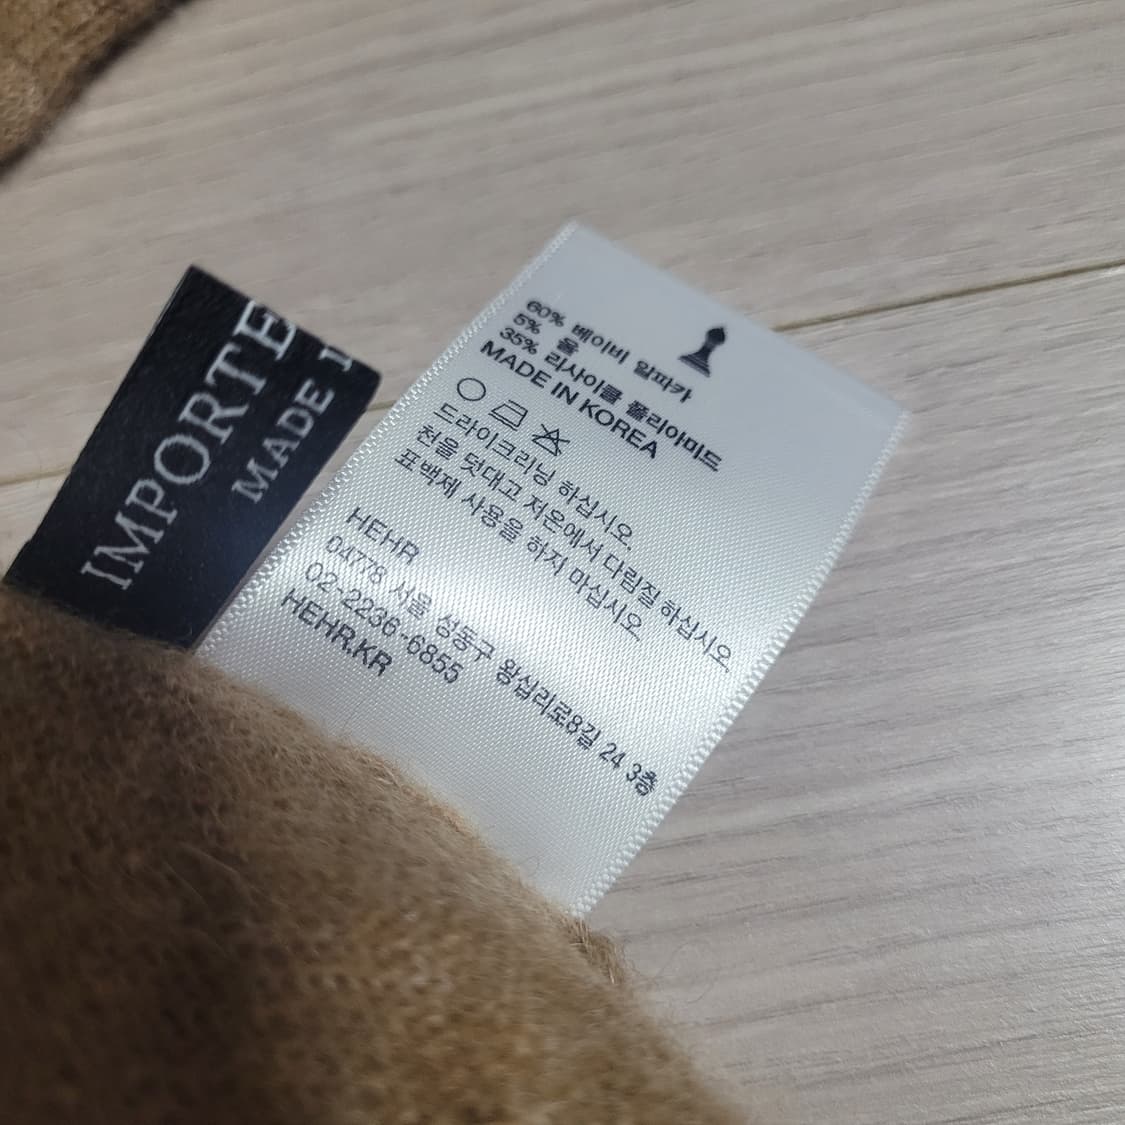 IMPORTE
MADE I
60% 베이비 알파카
5% 울
35% 리사이클 폴리아미드
MADE IN KOREA
드라이크리닝 하십시오.
천을 덧대고 저온에서 다림질 하십시오.
표백제 사용을 하지 마십시오.
HEHR
04778 서울 성동구 왕십리로8길 24 3층
02-2236-6855
HEHR.KR